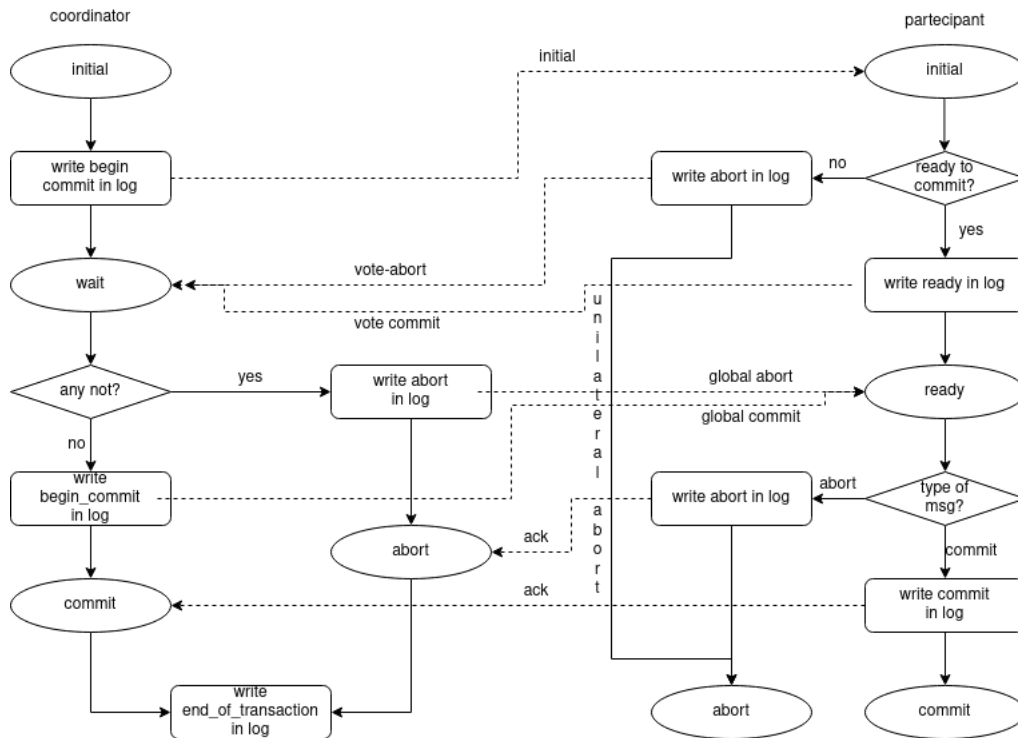 coordinator
partecipant
initial
initial
initial
write begin
commit in log
write abort in log
no
ready to
commit?
yes
wait
vote-abort
vote commit
write ready in log
unilateral abort
any not?
yes
write abort
in log
global abort
global commit
ready
no
write
begin_commit
in log
write abort in log
abort
type of
msg?
ack
abort
commit
commit
ack
write commit
in log
write
end_of_transaction
in log
abort
commit